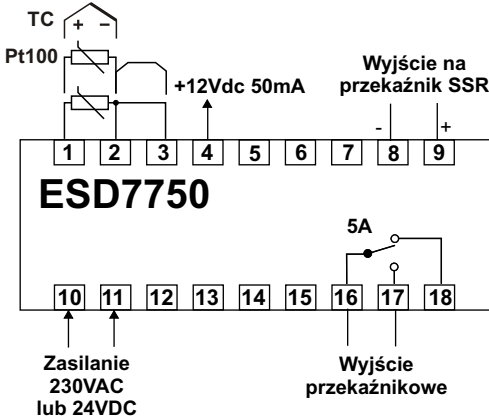 TC
+ −
Pt100
+12Vdc 50mA
Wyjście na
przekaźnik SSR
- +
1 2 3 4 5 6 7 8 9
ESD7750
5A
10 11 12 13 14 15 16 17 18
Zasilanie
230VAC
lub 24VDC
Wyjście
przekaźnikowe